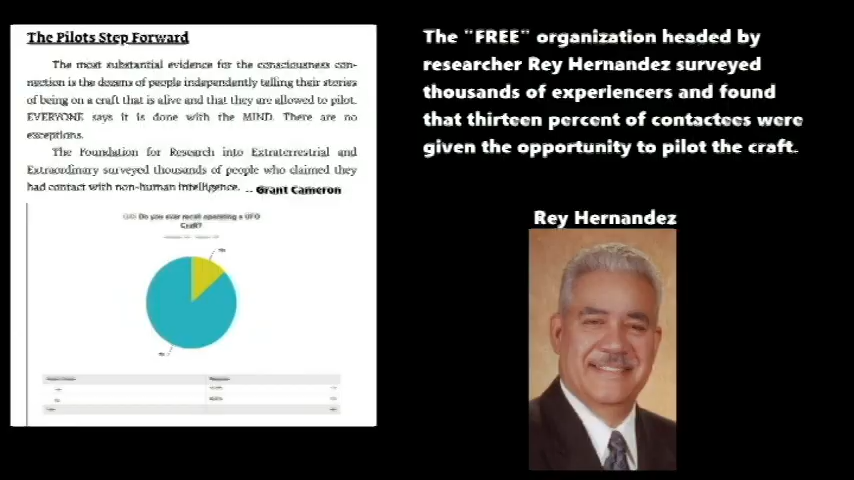 The Pilots Step Forward
The most substantial evidence for the consciousness con-
nection is the dozens of people independently telling their stories
of being on a craft that is alive and that they are allowed to pilot.
EVERYONE says it is done with the MIND. There are no
exceptions.
The Foundation for Research into Extraterrestrial and
Extraordinary surveyed thousands of people who claimed they
had contact with non-human intelligence. -- Grant Cameron
Do you ever recall operating a UFO
Craft?
The "FREE" organization headed by
researcher Rey Hernandez surveyed
thousands of experiencers and found
that thirteen percent of contactees were
given the opportunity to pilot the craft.
Rey Hernandez